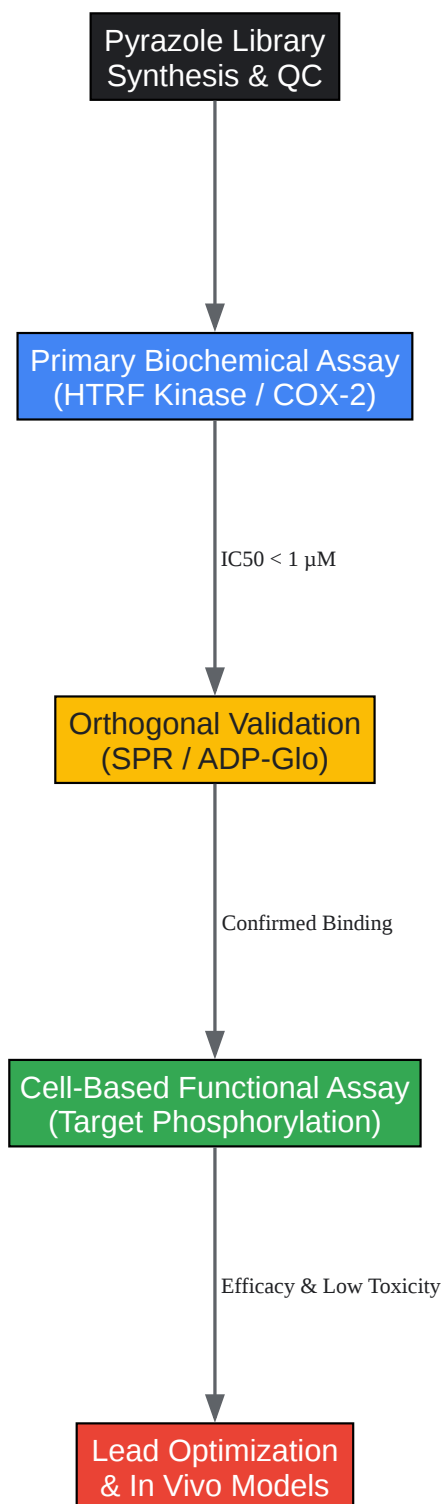 Pyrazole Library
Synthesis & QC
Primary Biochemical Assay
(HTRF Kinase / COX-2)
IC50 < 1 µM
Orthogonal Validation
(SPR / ADP-Glo)
Confirmed Binding
Cell-Based Functional Assay
(Target Phosphorylation)
Efficacy & Low Toxicity
Lead Optimization
& In Vivo Models